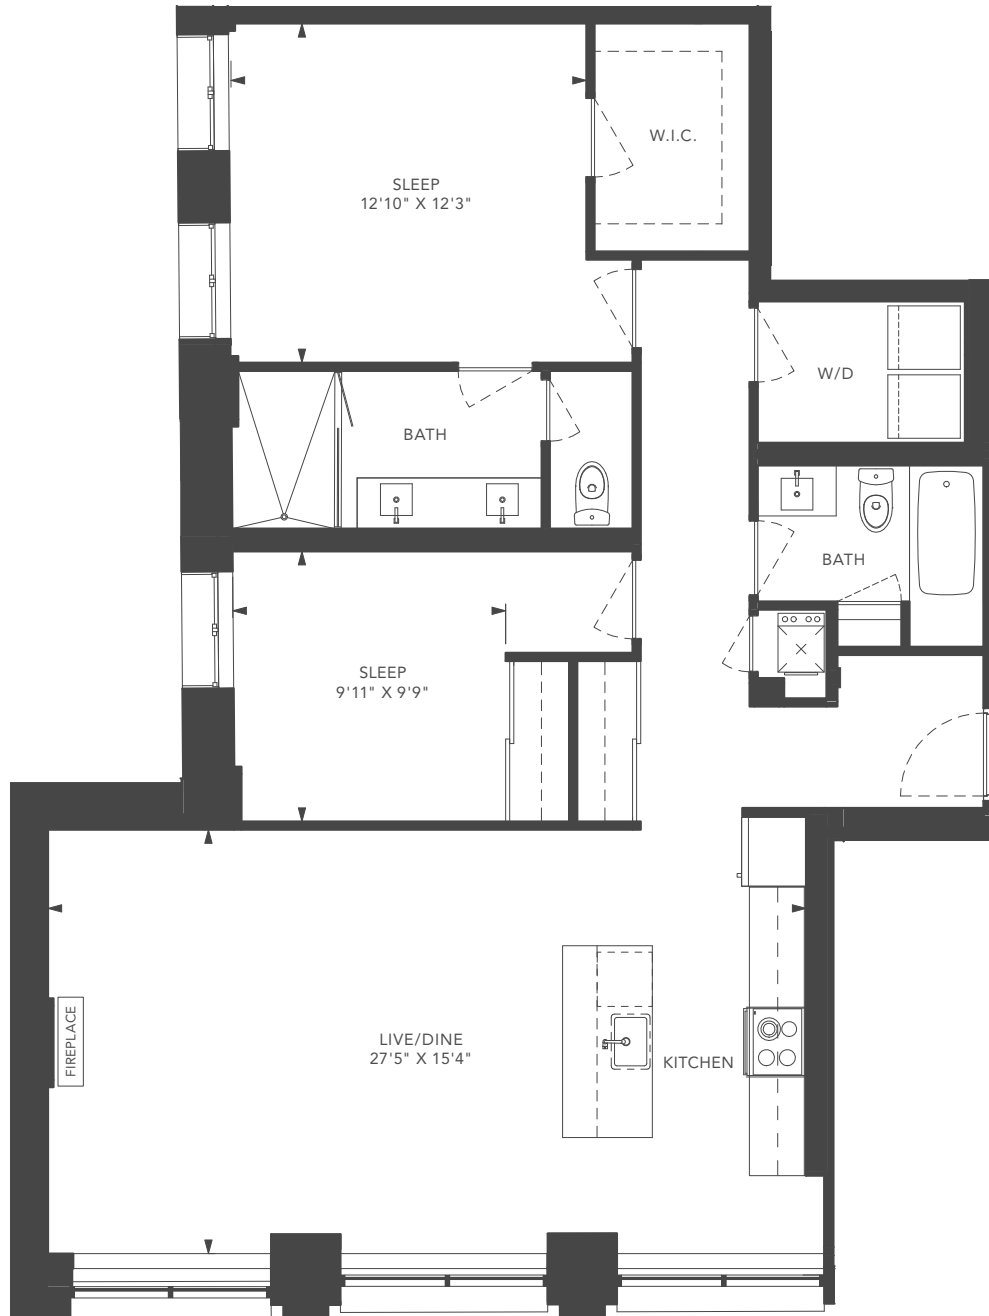 W.I.C.
SLEEP
12'10" X 12'3"
W/D
BATH
BATH
SLEEP
9'11" X 9'9"
FIREPLACE
LIVE/DINE
27'5" X 15'4"
KITCHEN